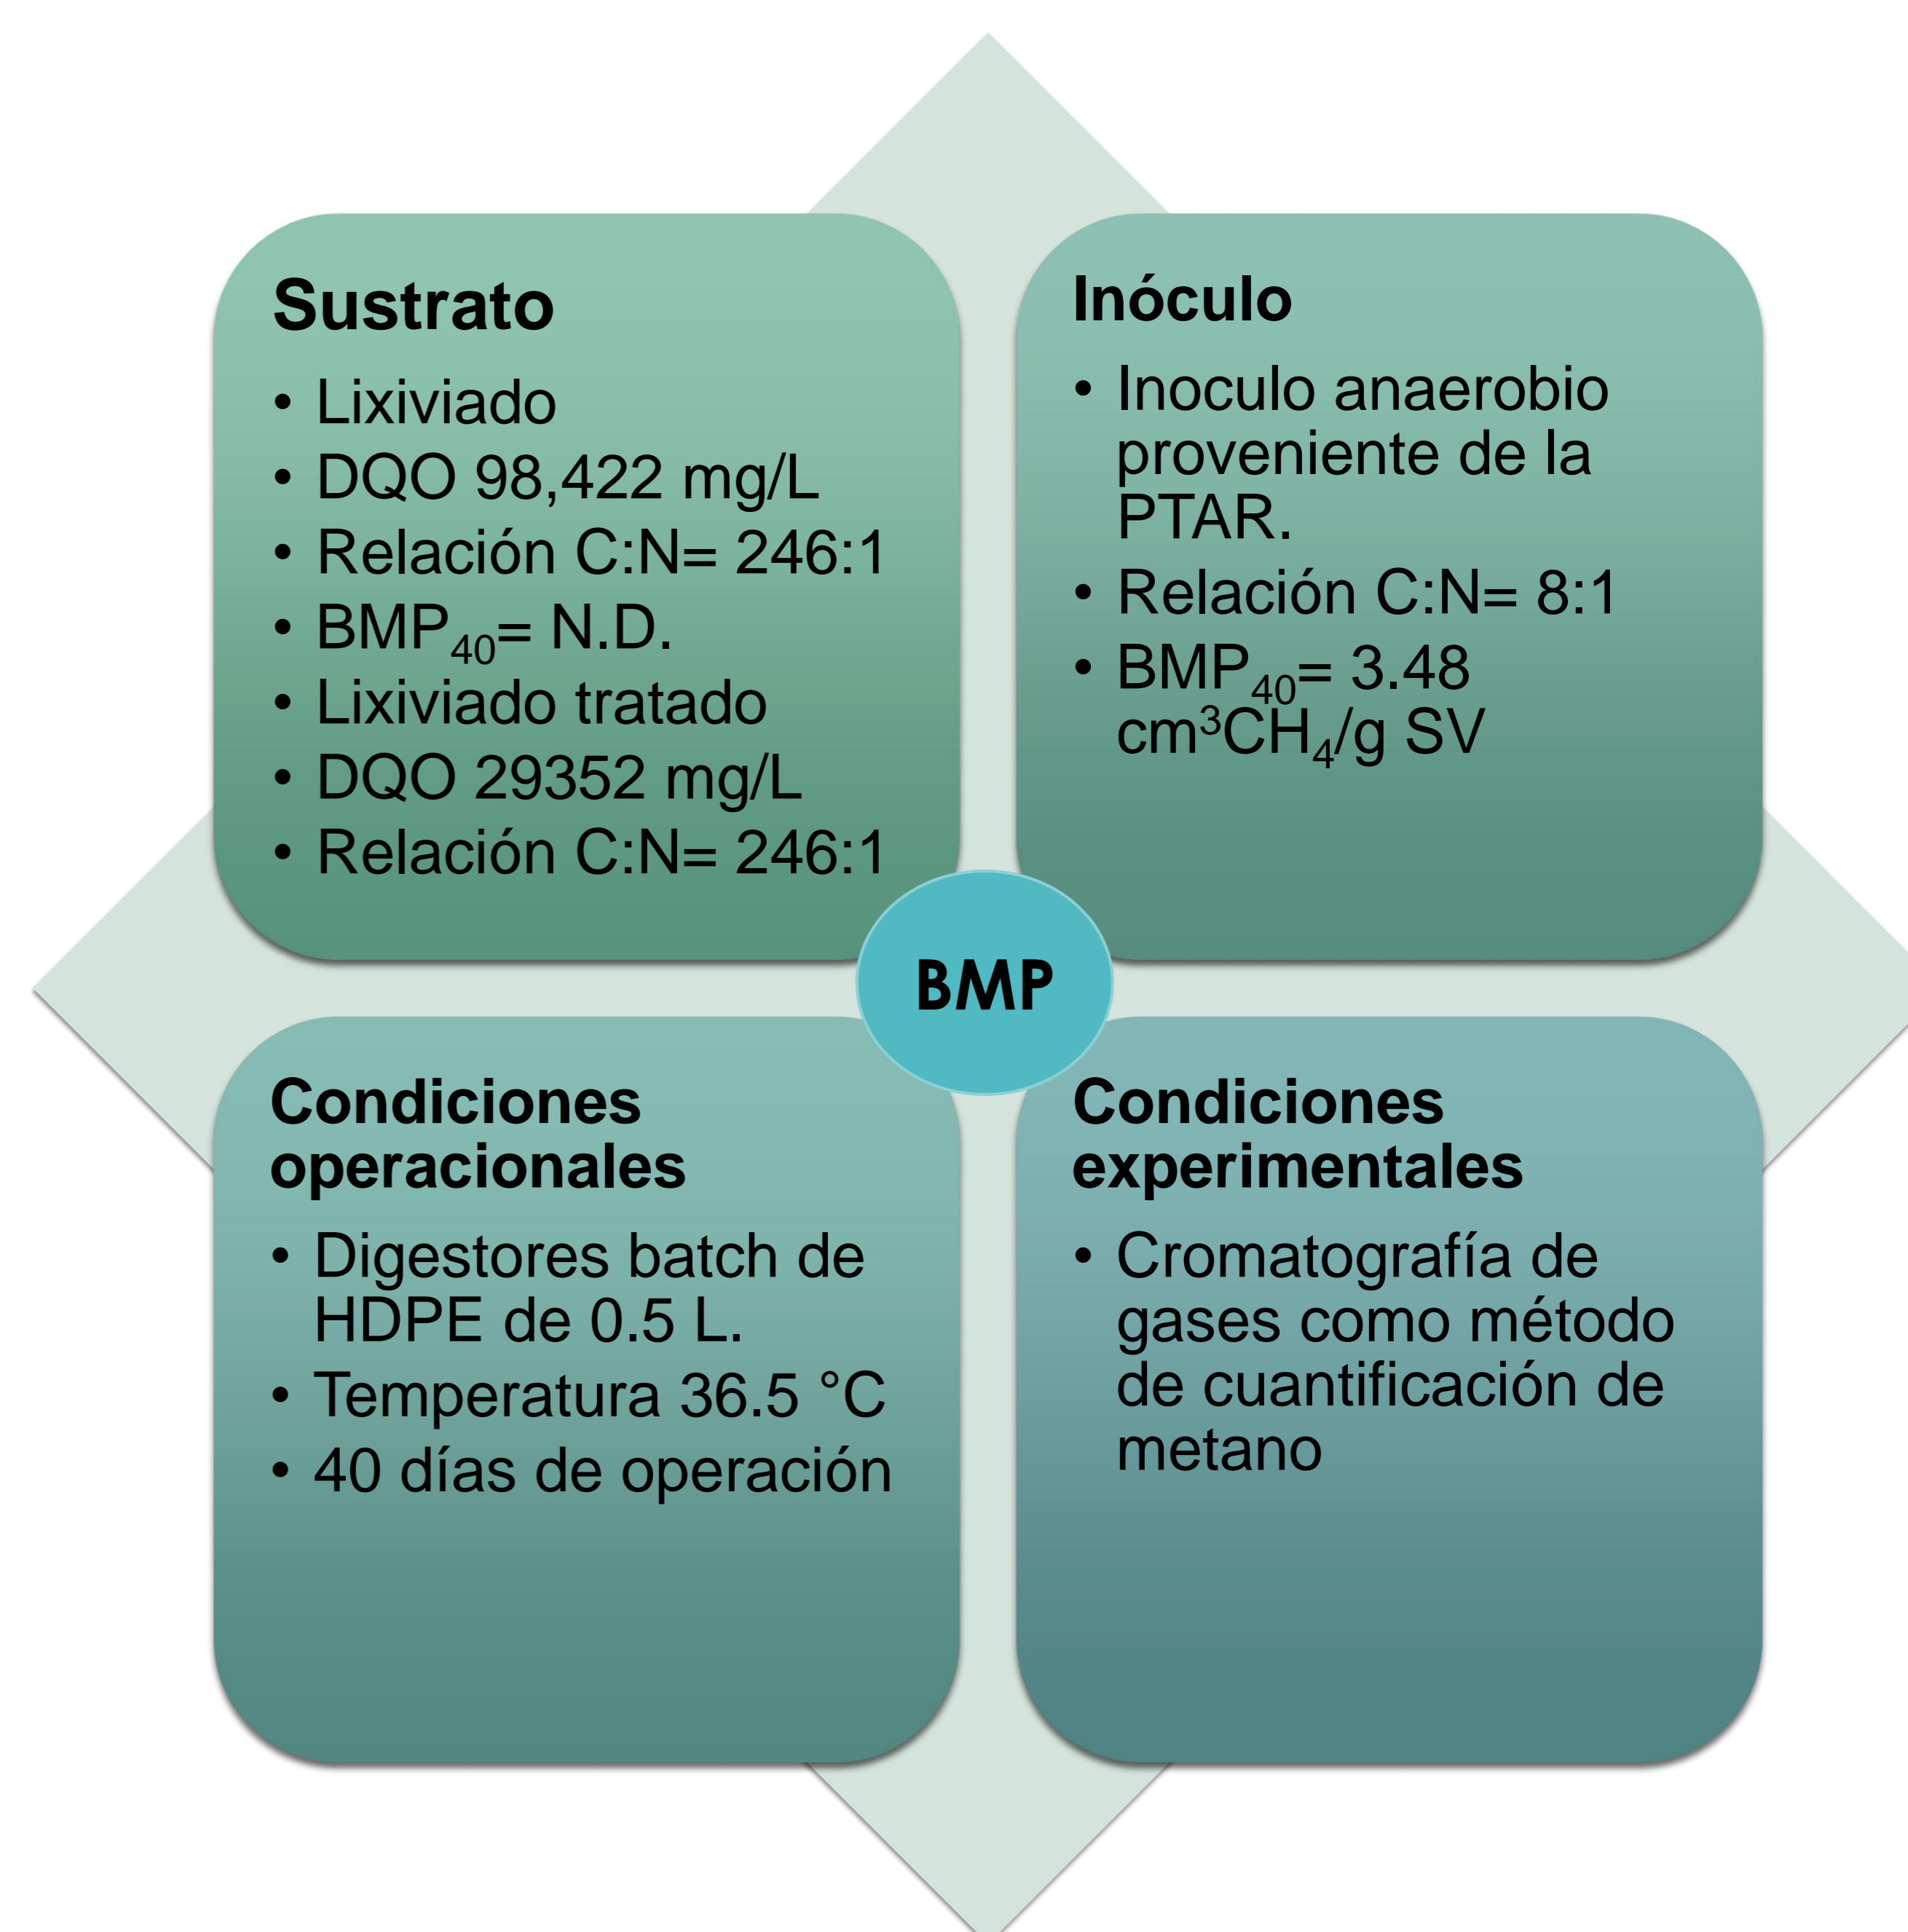 Sustrato
• Lixiviado
• DQO 98,422 mg/L
• Relación C:N= 246:1
• BMP₄₀= N.D.
• Lixiviado tratado
• DQO 29352 mg/L
• Relación C:N= 246:1
Inóculo
• Inoculo anaerobio
proveniente de la
PTAR.
• Relación C:N= 8:1
• BMP₄₀= 3.48
cm³CH₄/g SV
BMP
Condiciones
operacionales
• Digestores batch de
HDPE de 0.5 L.
• Temperatura 36.5 °C
• 40 días de operación
Condiciones
experimentales
• Cromatografía de
gases como método
de cuantificación de
metano